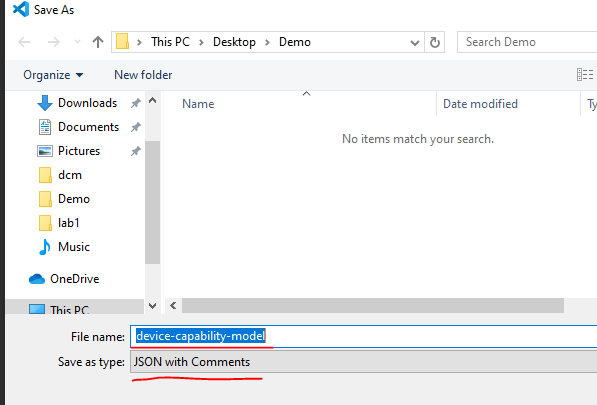 Save As
This PC > Desktop > Demo
Search Demo
Organize
New folder
Downloads
Documents
Pictures
dcm
Demo
lab1
Music
OneDrive
This PC
Name
Date modified
Ty
No items match your search.
File name: device-capability-model
Save as type: JSON with Comments